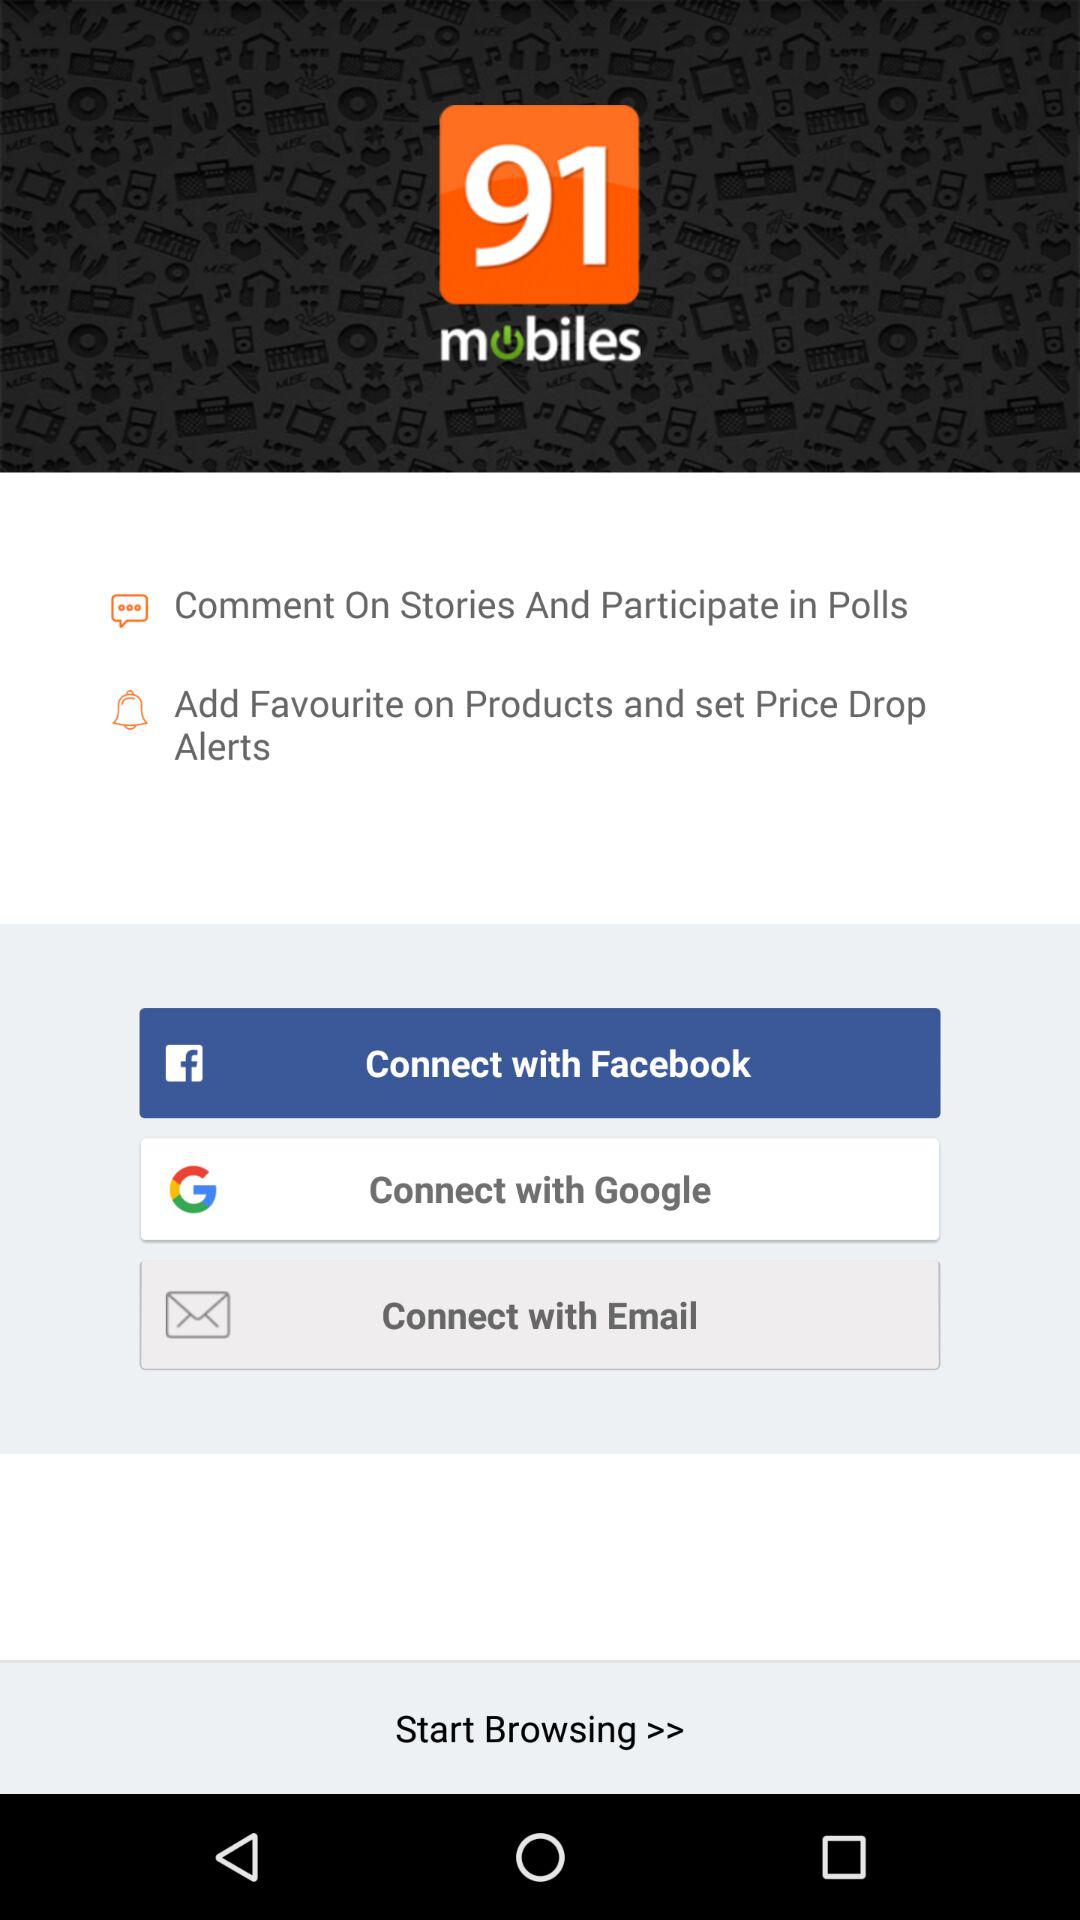 91
mobiles
Comment On Stories And Participate in Polls
Add Favourite on Products and set Price Drop
Alerts
Connect with Facebook
Connect with Google
Connect with Email
Start Browsing >>